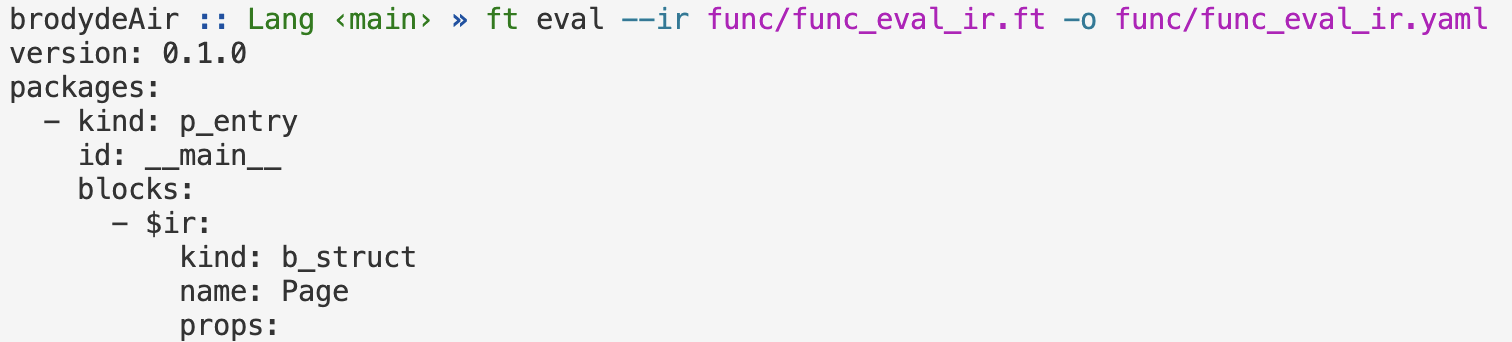 brodydeAir :: Lang ‹main› » ft eval --ir func/func_eval_ir.ft -o func/func_eval_ir.yaml
version: 0.1.0
packages:
  - kind: p_entry
    id: __main__
    blocks:
      - $ir:
          kind: b_struct
          name: Page
          props: